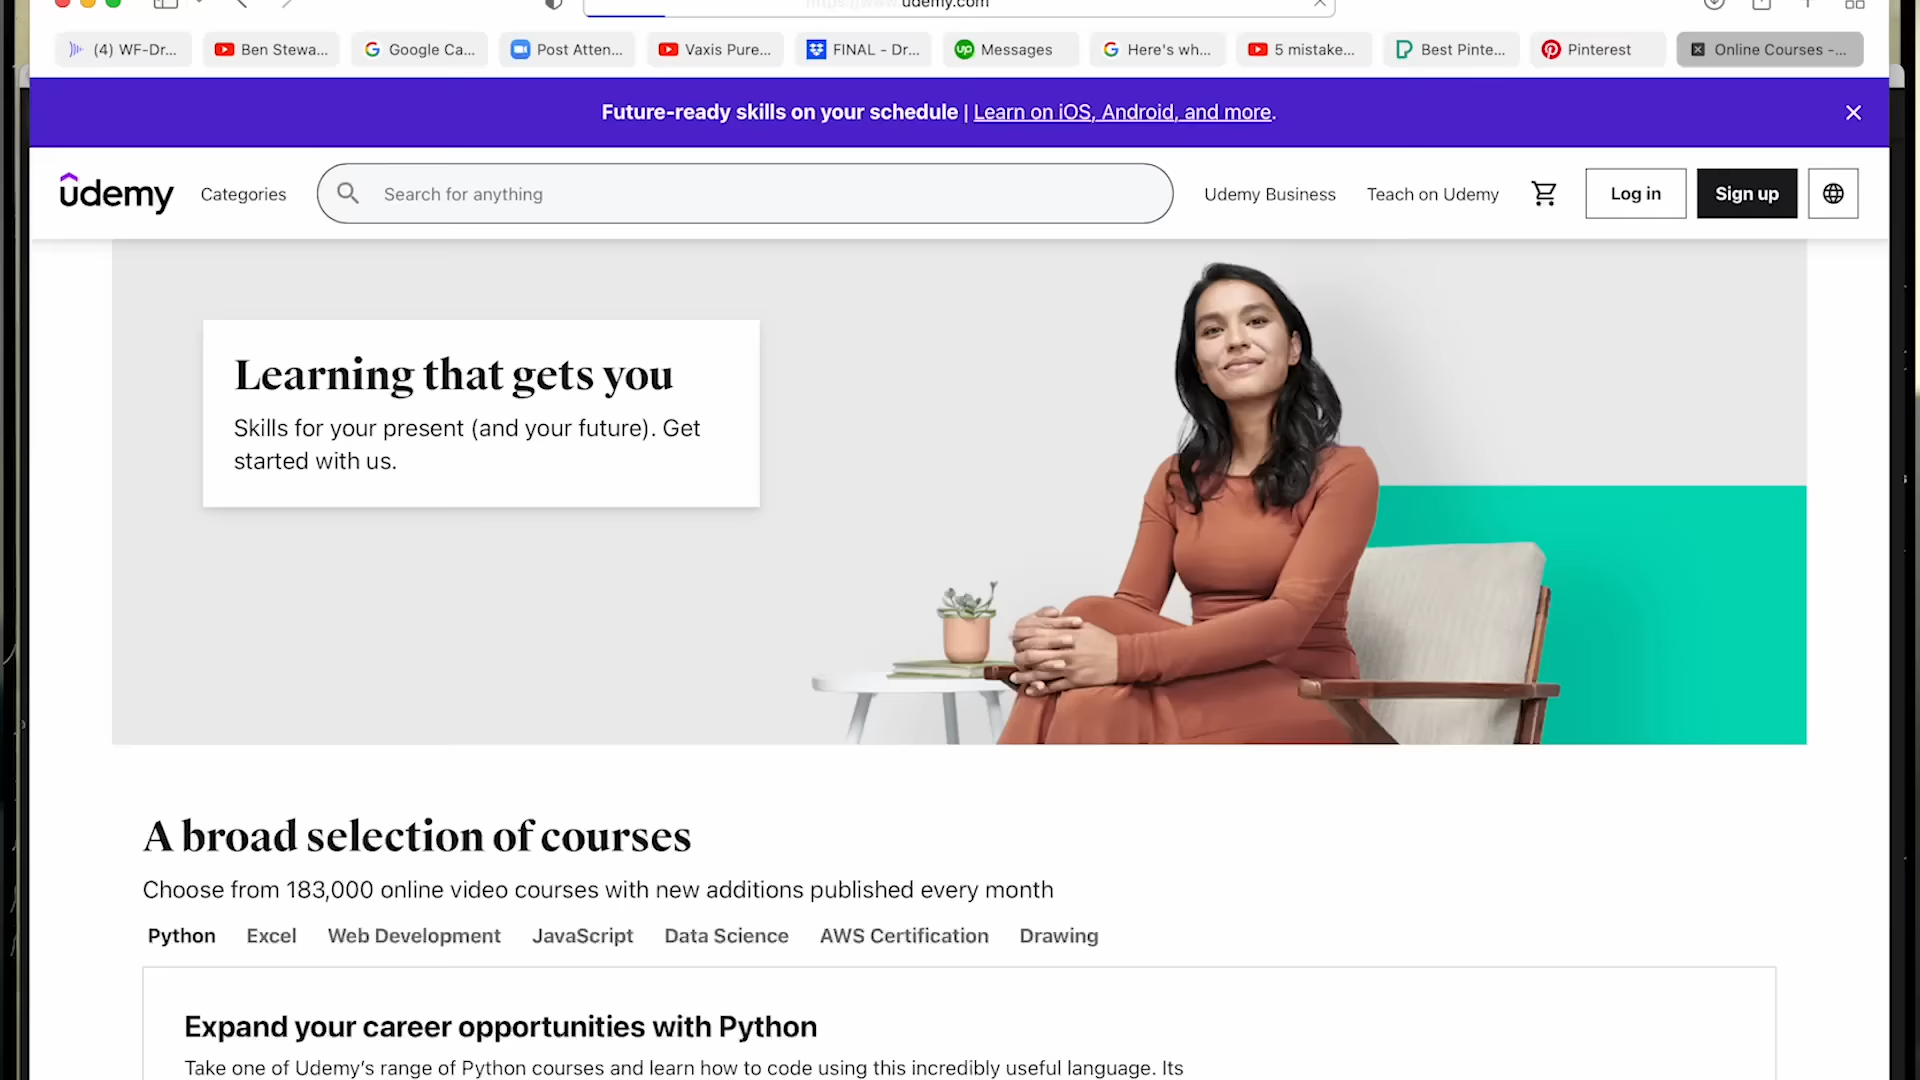 udemy.com
(4) WF-Dr...
Ben Stewa...
Google Ca...
Post Atten...
Vaxis Pure...
FINAL - Dr...
up Messages
Here's wh...
5 mistake...
Best Pinte...
Pinterest
Online Courses -...
Future-ready skills on your schedule | Learn on iOS, Android, and more.
udemy
Categories
Search for anything
Udemy Business
Teach on Udemy
Log in
Sign up
Learning that gets you
Skills for your present (and your future). Get
started with us.
A broad selection of courses
Choose from 183,000 online video courses with new additions published every month
Python
Excel
Web Development
JavaScript
Data Science
AWS Certification
Drawing
Expand your career opportunities with Python
Take one of Udemy’s range of Python courses and learn how to code using this incredibly useful language. Its